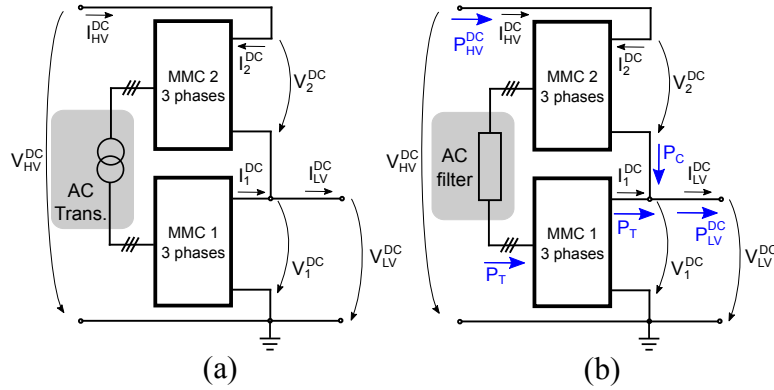 I_HV^DC
I_2^DC
MMC 2
3 phases
V_2^DC
V_HV^DC
AC
Trans.
I_1^DC
I_LV^DC
MMC 1
3 phases
V_1^DC
V_LV^DC
(a)
P_HV^DC
I_HV^DC
I_2^DC
MMC 2
3 phases
V_2^DC
V_HV^DC
AC
filter
P_C
I_1^DC
I_LV^DC
MMC 1
3 phases
P_T
P_T
P_LV^DC
V_1^DC
V_LV^DC
(b)